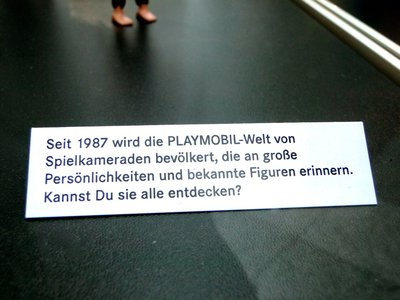 Seit 1987 wird die PLAYMOBIL-Welt von
Spielkameraden bevölkert, die an große
Persönlichkeiten und bekannte Figuren erinnern.
Kannst Du sie alle entdecken?